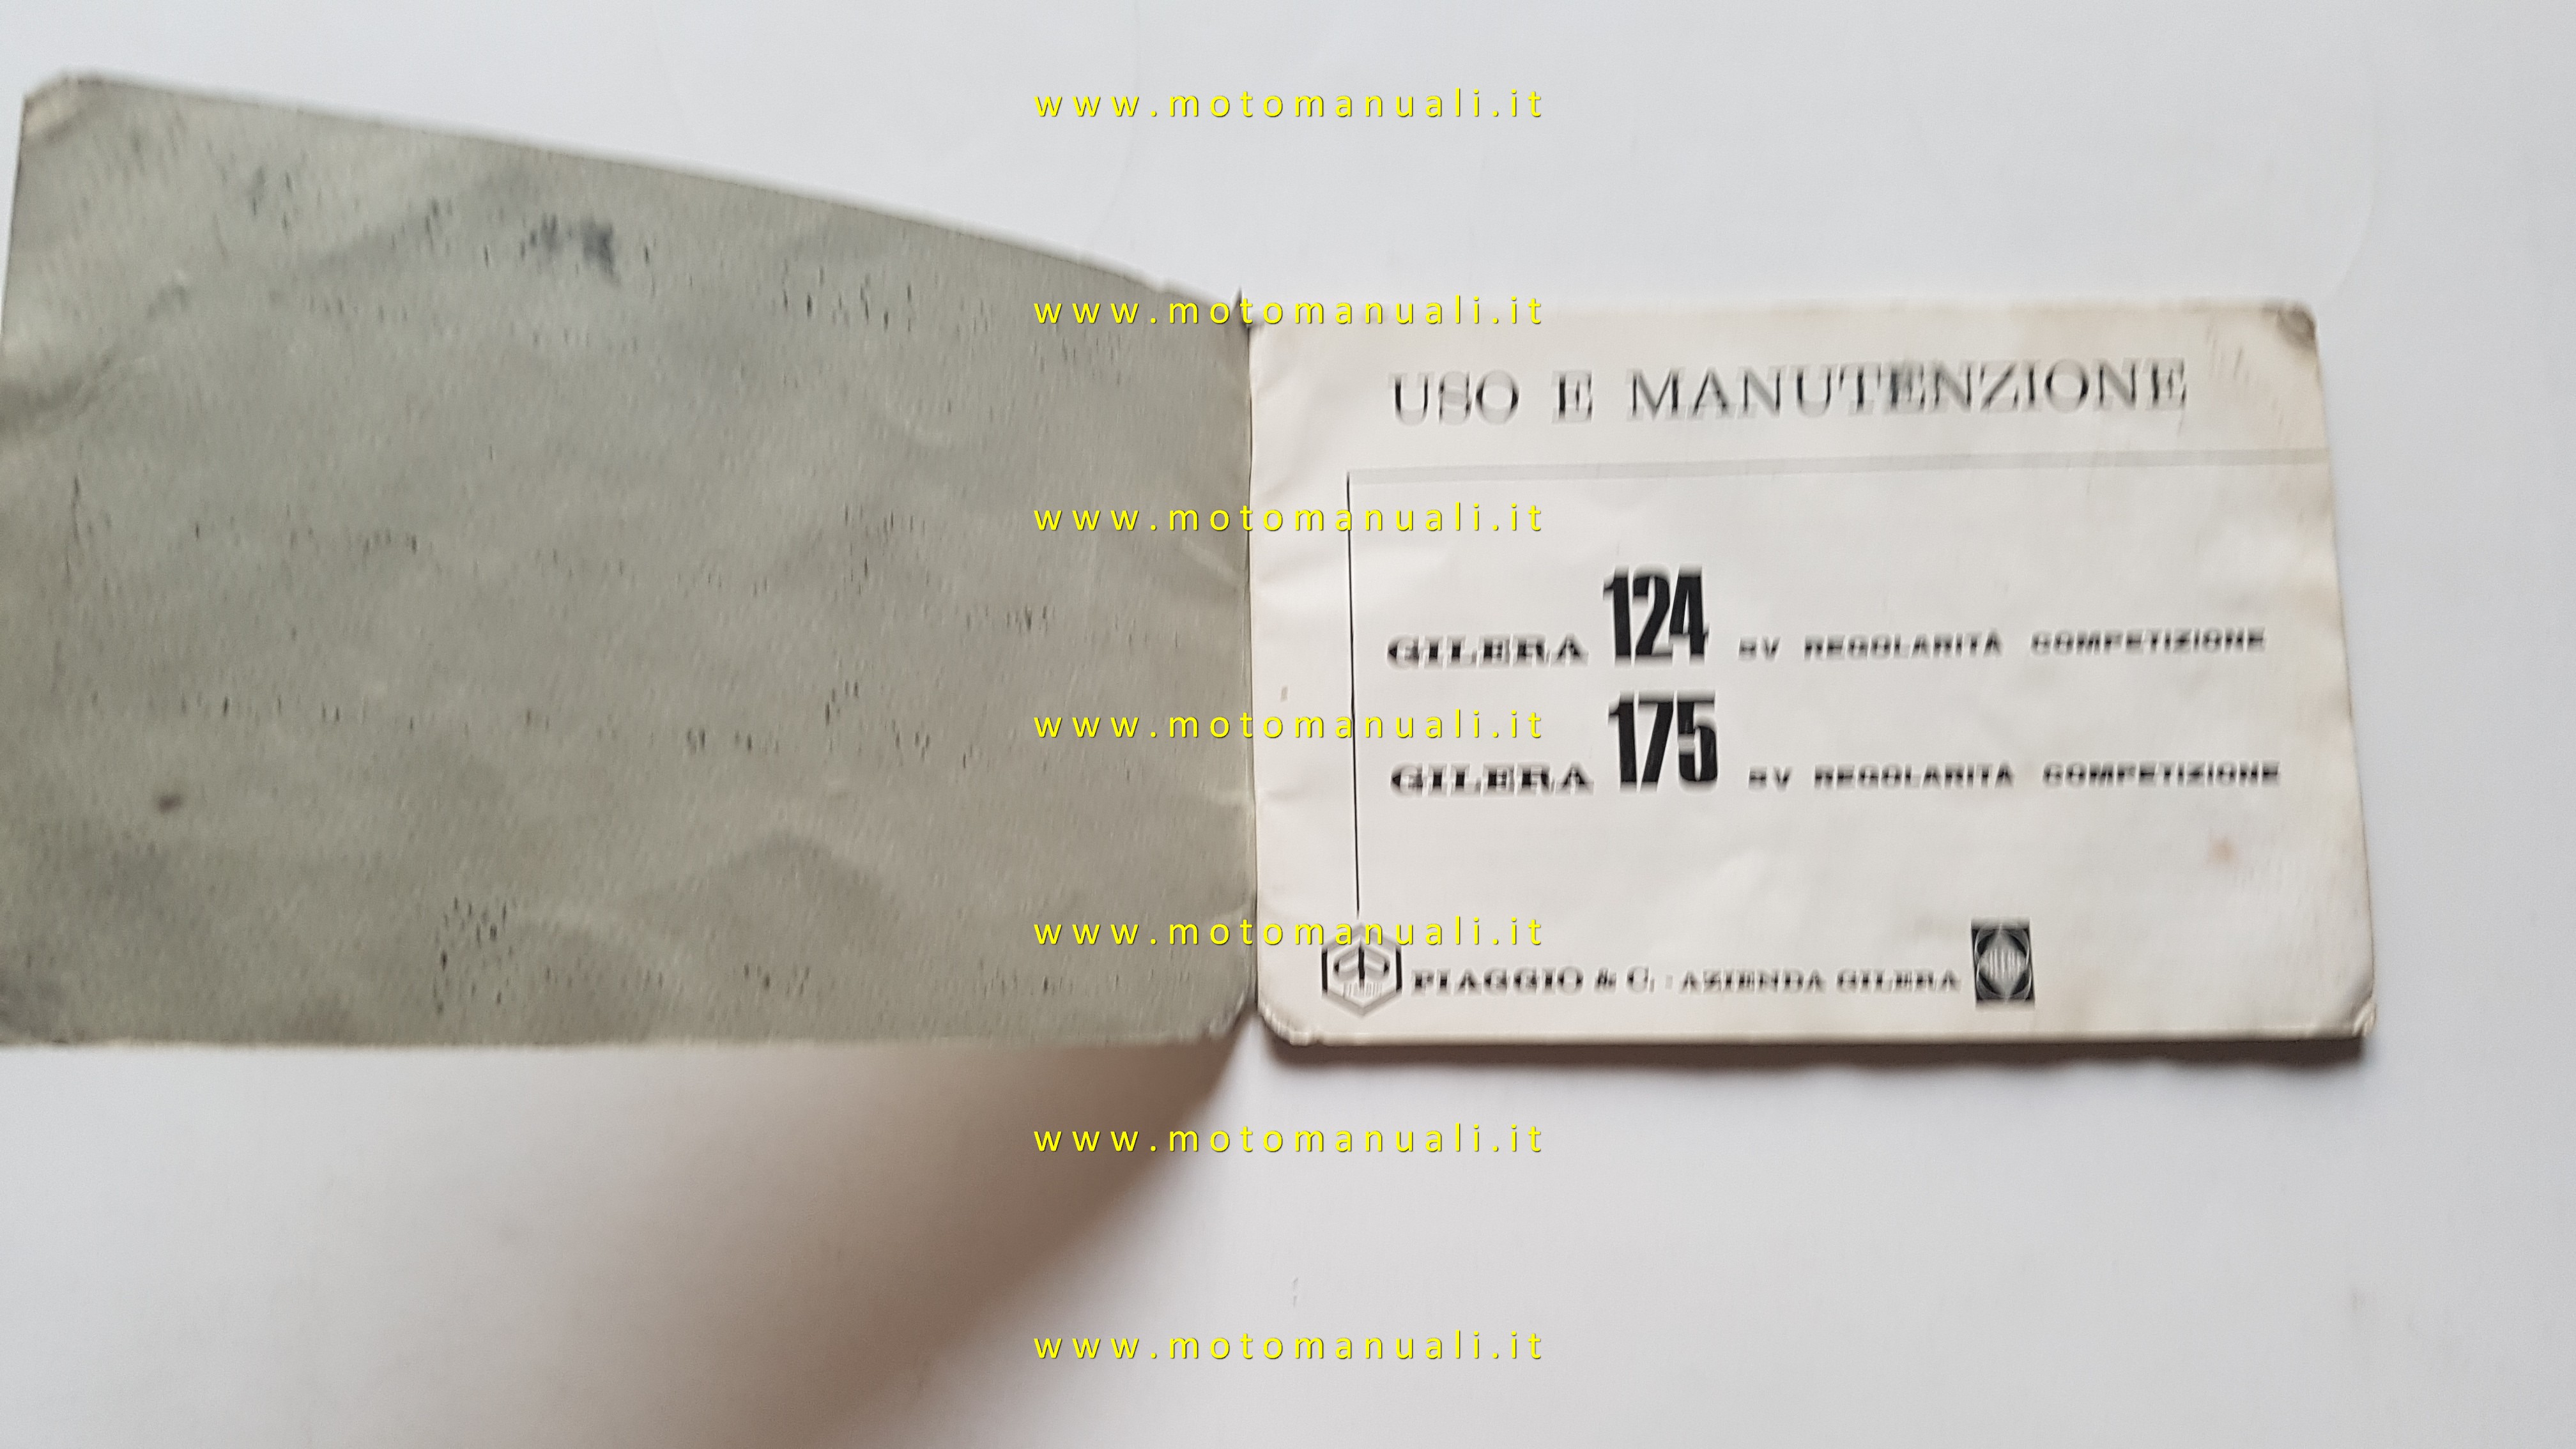 www.motomanuali.it
www.motomanuali.it
USO E MANUTENZIONE
www.motomanuali.it
GILERA 124 5V REGOLARITÀ COMPETIZIONE
www.motomanuali.it
GILERA 175 5V REGOLARITÀ COMPETIZIONE
www.motomanuali.it
PIAGGIO & C. AZIENDA GILERA
www.motomanuali.it
www.motomanuali.it